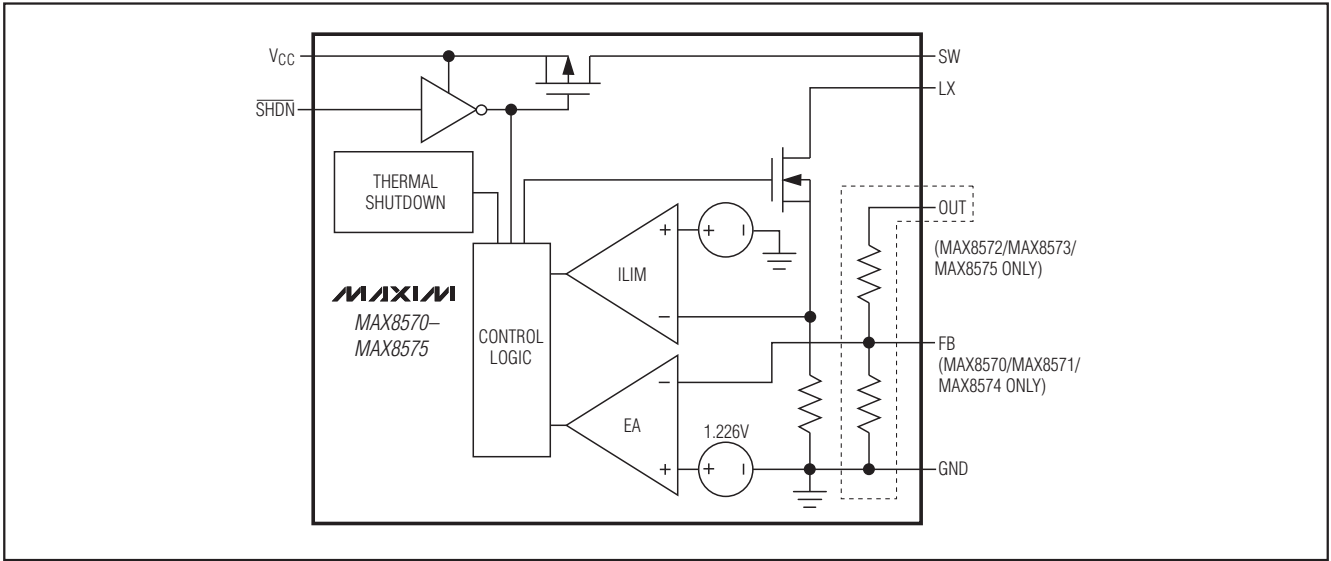 VCC
SHDN
SW
LX
THERMAL
SHUTDOWN
OUT
(MAX8572/MAX8573/
MAX8575 ONLY)
+
ILIM
−
+
MAXIM
MAX8570–
MAX8575
CONTROL
LOGIC
FB
(MAX8570/MAX8571/
MAX8574 ONLY)
−
EA
+
1.226V
+
GND